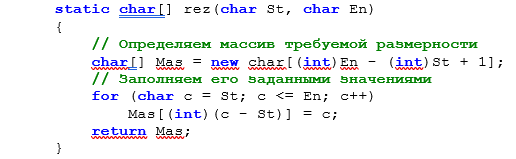 static char[] rez(char St, char En)
{
// Определяем массив требуемой размерности
char[] Mas = new char[(int)En - (int)St + 1];
// Заполняем его заданными значениями
for (char c = St; c <= En; c++)
Mas[(int)(c - St)] = c;
return Mas;
}